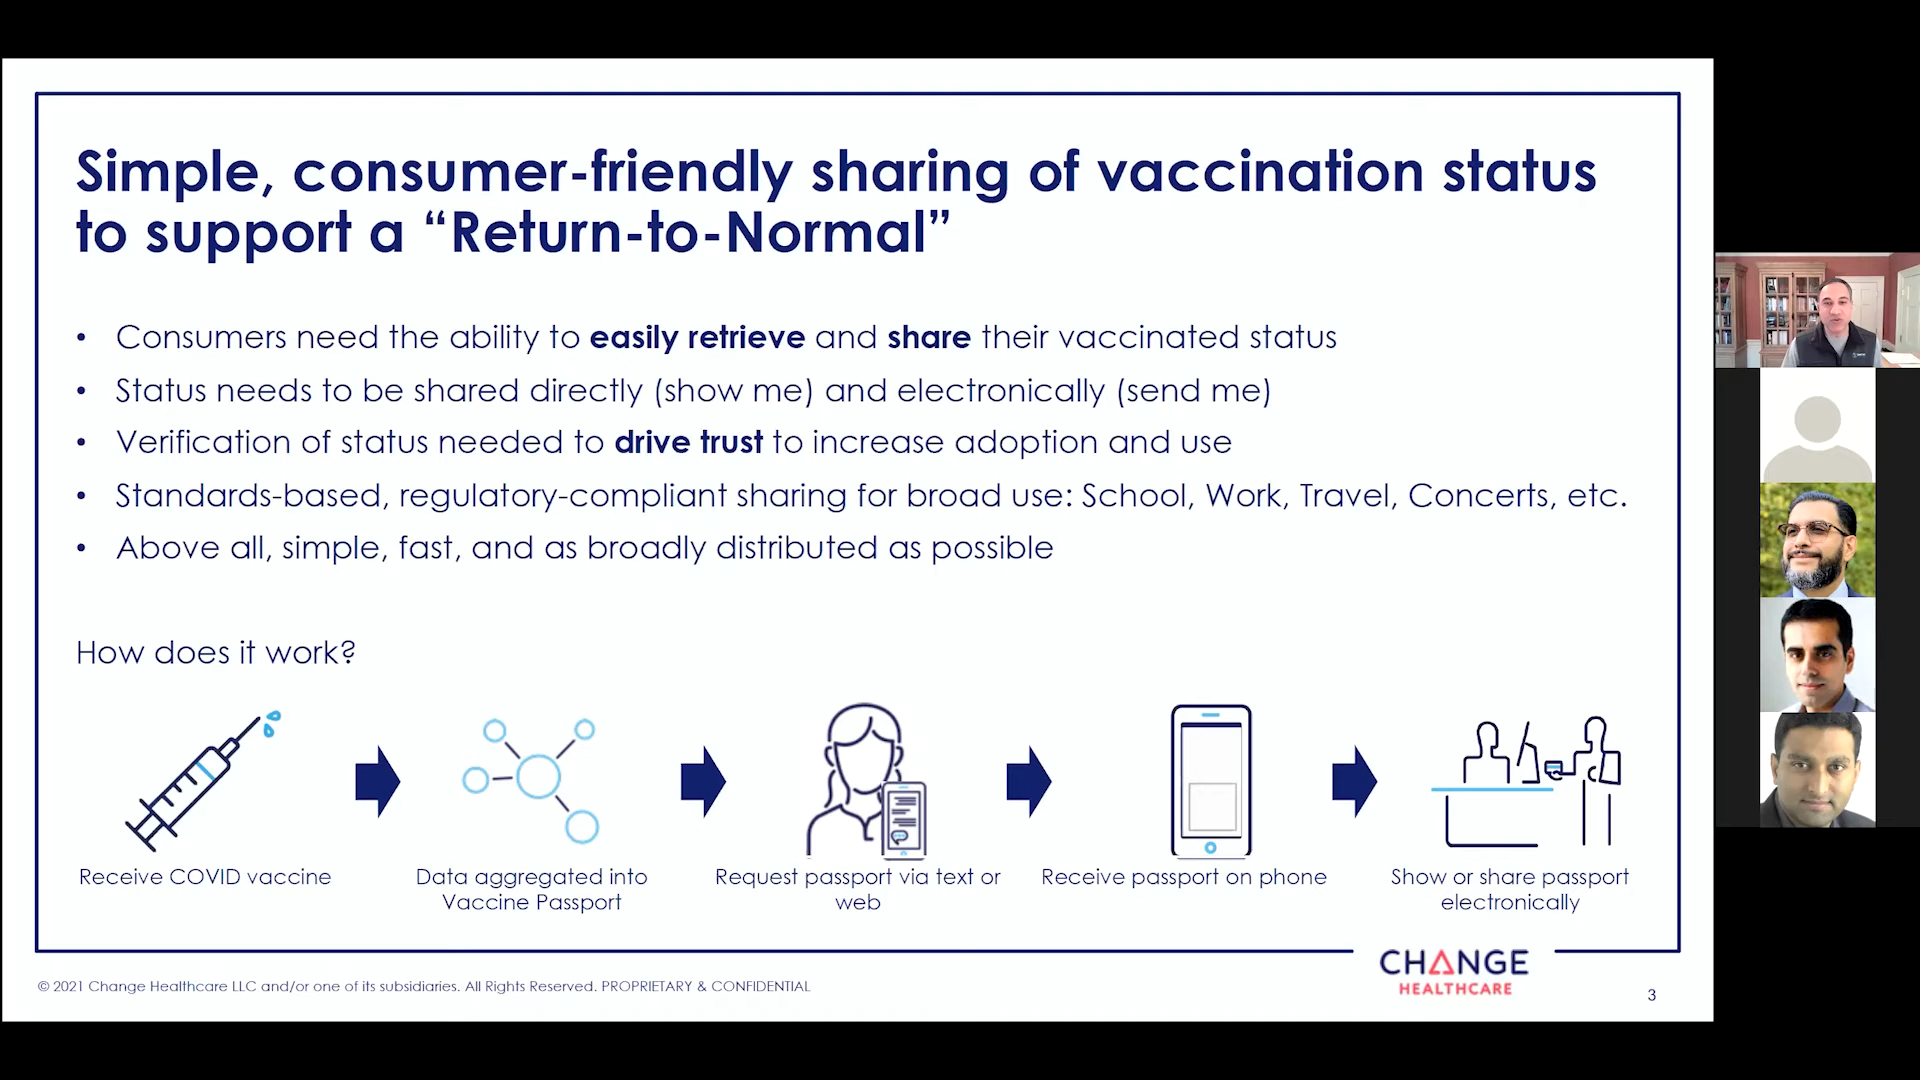 Simple, consumer-friendly sharing of vaccination status
to support a “Return-to-Normal”
• Consumers need the ability to easily retrieve and share their vaccinated status
• Status needs to be shared directly (show me) and electronically (send me)
• Verification of status needed to drive trust to increase adoption and use
• Standards-based, regulatory-compliant sharing for broad use: School, Work, Travel, Concerts, etc.
• Above all, simple, fast, and as broadly distributed as possible
How does it work?
Receive COVID vaccine
Data aggregated into
Vaccine Passport
Request passport via text or
web
Receive passport on phone
Show or share passport
electronically
CHANGE
HEALTHCARE
© 2021 Change Healthcare LLC and/or one of its subsidiaries. All Rights Reserved. PROPRIETARY & CONFIDENTIAL
3